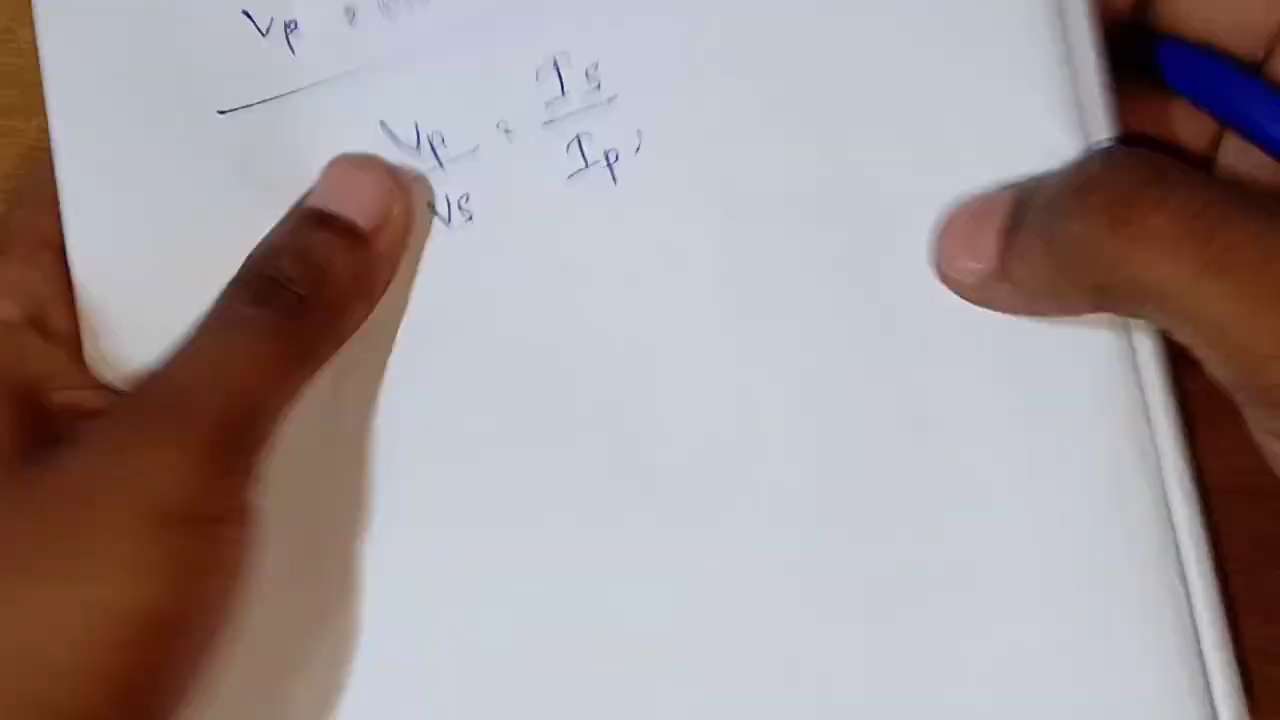 Vp
Vp/Vs = Is/Ip,